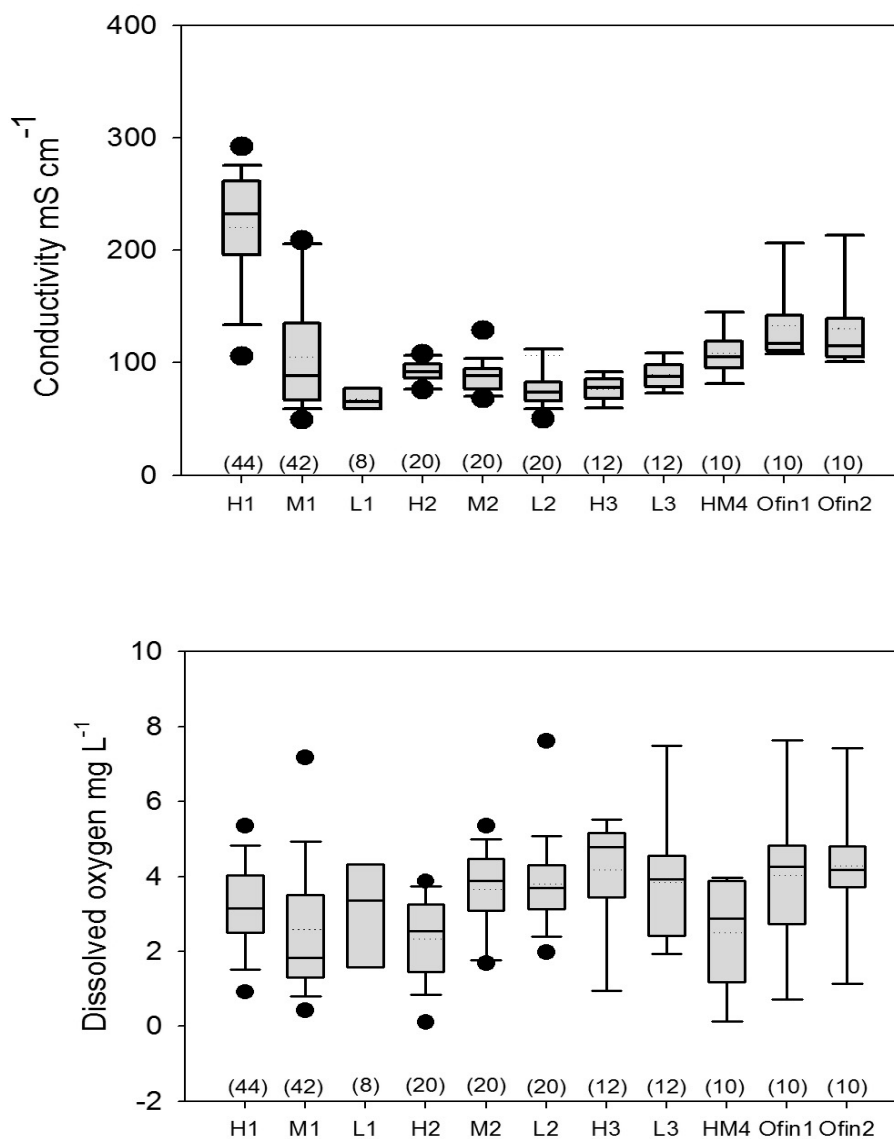 400
300
200
100
0
Conductivity mS cm⁻¹
(44) (42) (8) (20) (20) (20) (12) (12) (10) (10) (10)
H1 M1 L1 H2 M2 L2 H3 L3 HM4 Ofin1 Ofin2
10
8
6
4
2
0
-2
Dissolved oxygen mg L⁻¹
(44) (42) (8) (20) (20) (20) (12) (12) (10) (10) (10)
H1 M1 L1 H2 M2 L2 H3 L3 HM4 Ofin1 Ofin2